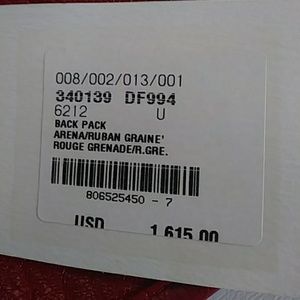 008/002/013/001
340139 DF994
6212 U
BACK PACK
ARENA/RUBAN GRAINE'
ROUGE GRENADE/R.GRE.
806525450 - 7
USD 1,615.00